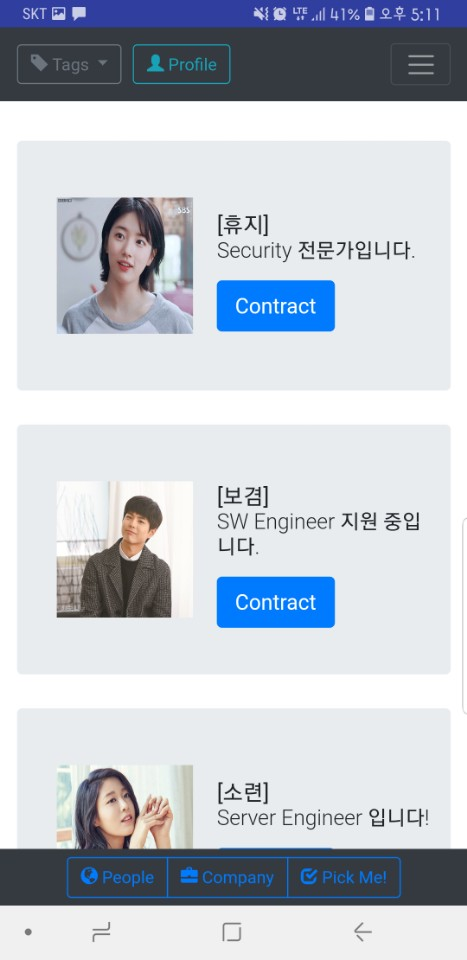 SKT 41% 오후 5:11
Tags Profile
SBS
[휴지]
Security 전문가입니다.
Contract
[보겸]
SW Engineer 지원 중입
니다.
Contract
[소련]
Server Engineer 입니다!
People Company Pick Me!